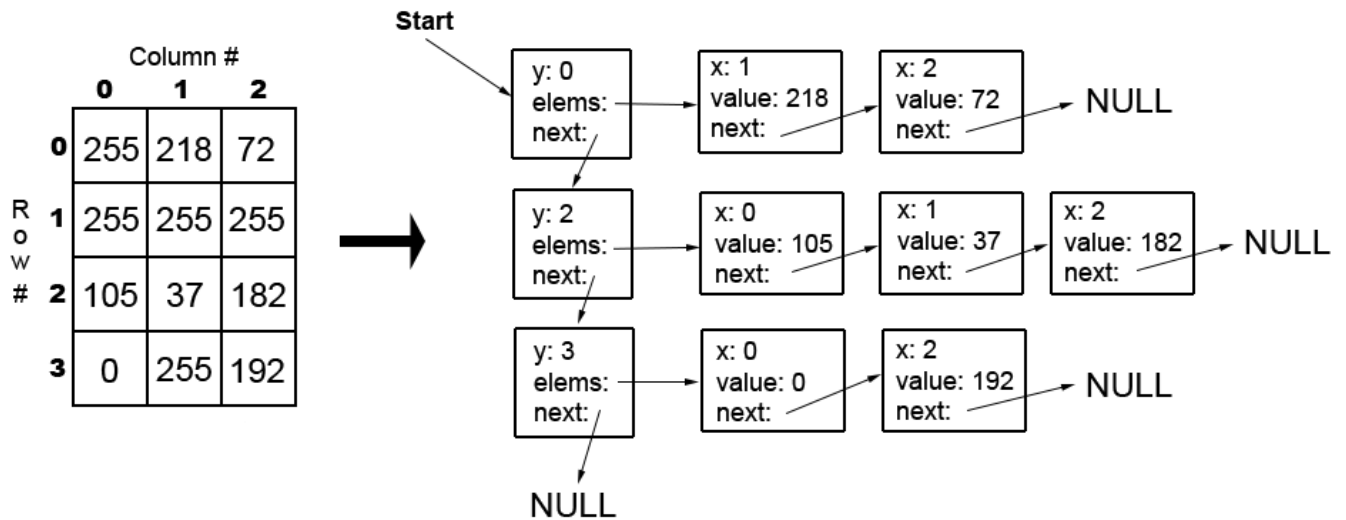 Start
Column #
0 1 2
Row #
0 255 218 72
1 255 255 255
2 105 37 182
3 0 255 192
y: 0
elems:
next:
x: 1
value: 218
next:
x: 2
value: 72
next:
NULL
y: 2
elems:
next:
x: 0
value: 105
next:
x: 1
value: 37
next:
x: 2
value: 182
next:
NULL
y: 3
elems:
next:
x: 0
value: 0
next:
x: 2
value: 192
next:
NULL
NULL